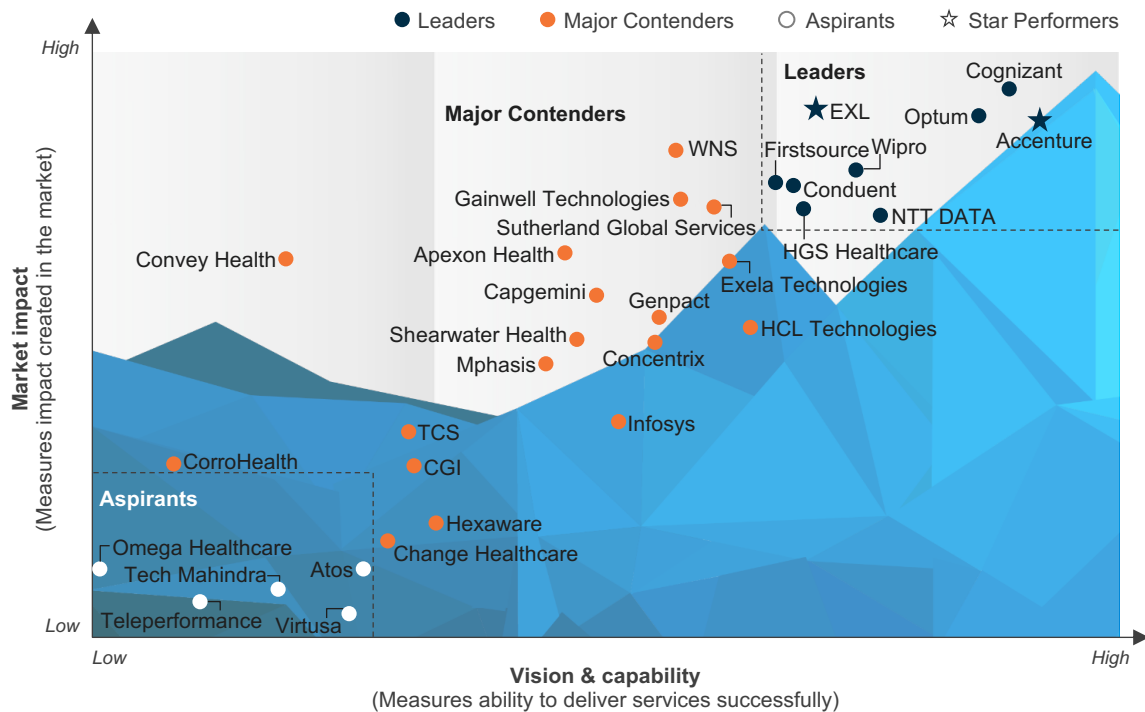 Leaders
Major Contenders
Aspirants
Star Performers
High
Market impact
(Measures impact created in the market)
Low
Leaders
Cognizant
EXL
Optum
Accenture
Major Contenders
WNS
Firstsource
Wipro
Conduent
Gainwell Technologies
NTT DATA
Sutherland Global Services
HGS Healthcare
Convey Health
Apexon Health
Exela Technologies
Capgemini
Genpact
Shearwater Health
HCL Technologies
Mphasis
Concentrix
Infosys
TCS
CorroHealth
CGI
Aspirants
Hexaware
Change Healthcare
Omega Healthcare
Tech Mahindra
Atos
Teleperformance
Virtusa
Low
High
Vision & capability
(Measures ability to deliver services successfully)